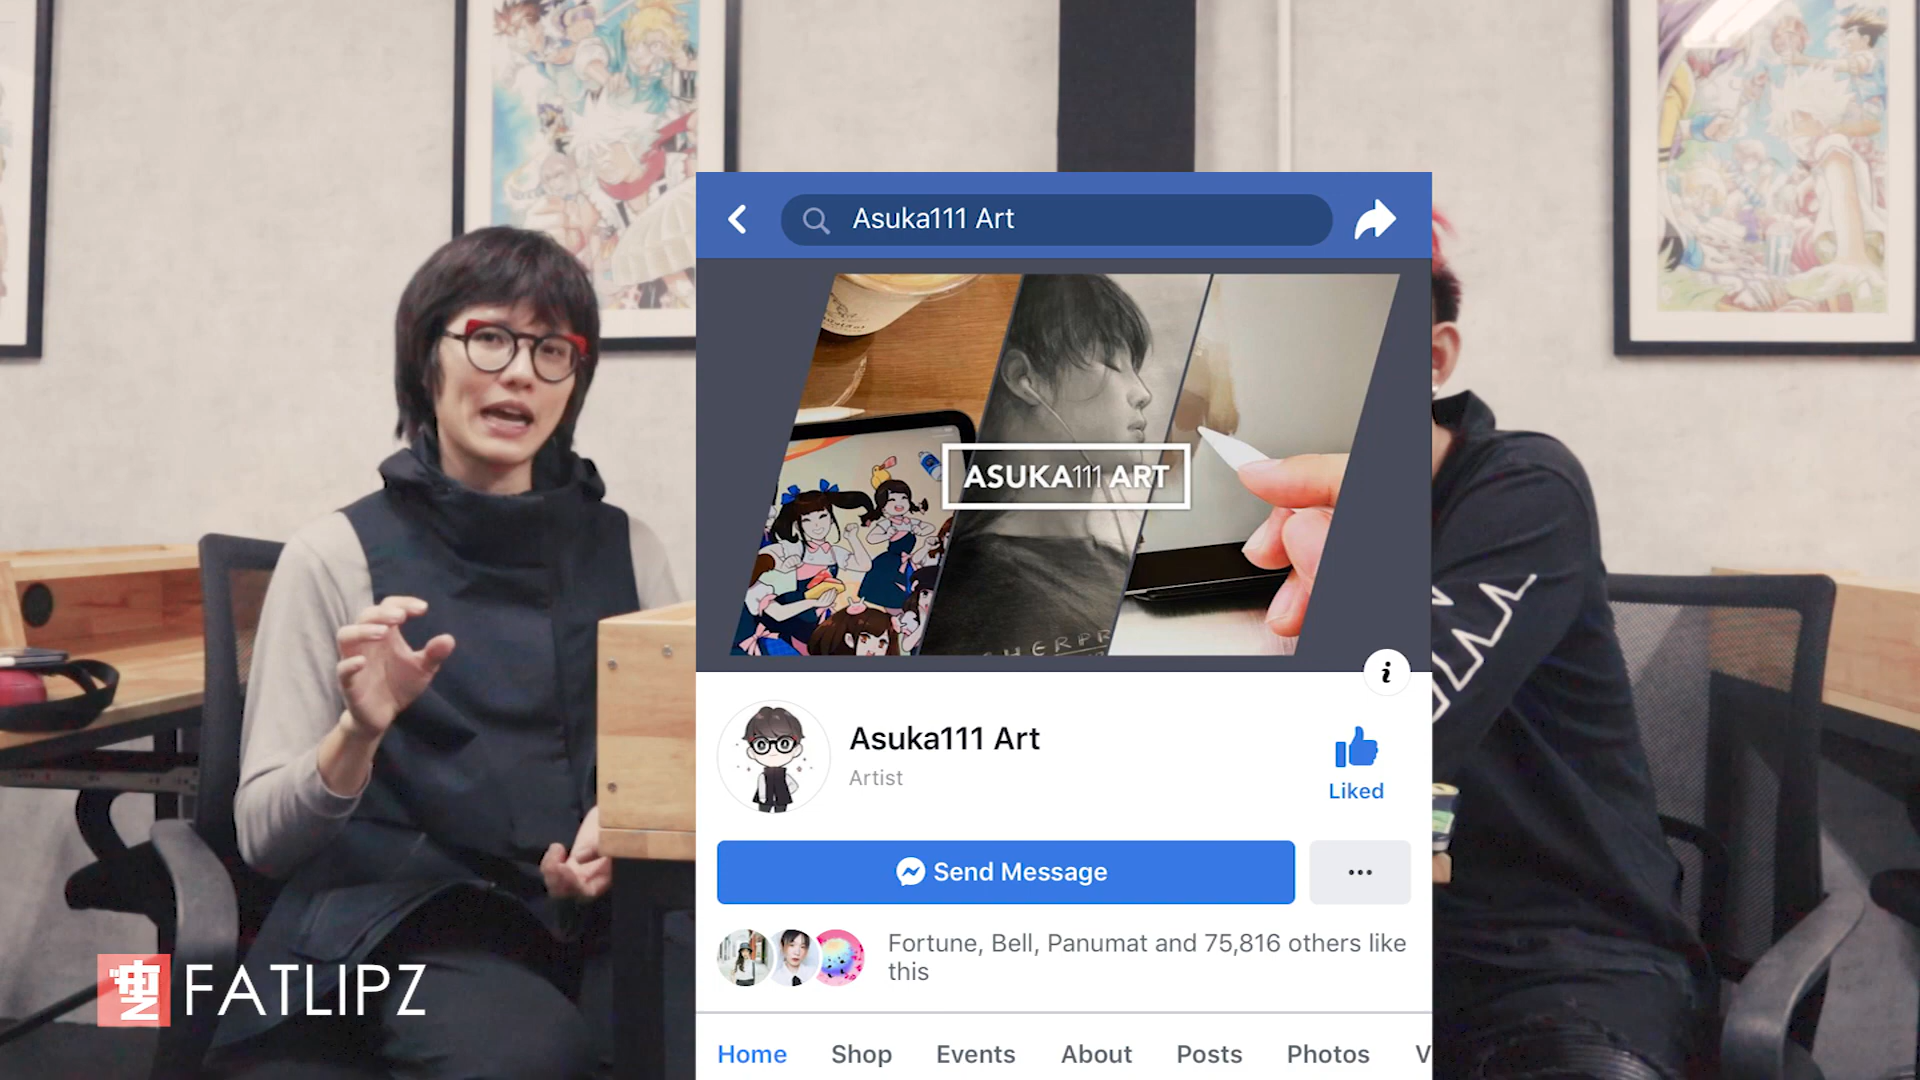 Asuka111 Art
ASUKA111 ART
Asuka111 Art
Artist
Liked
Send Message
Fortune, Bell, Panumat and 75,816 others like
this
Home Shop Events About Posts Photos V
FATLIPZ